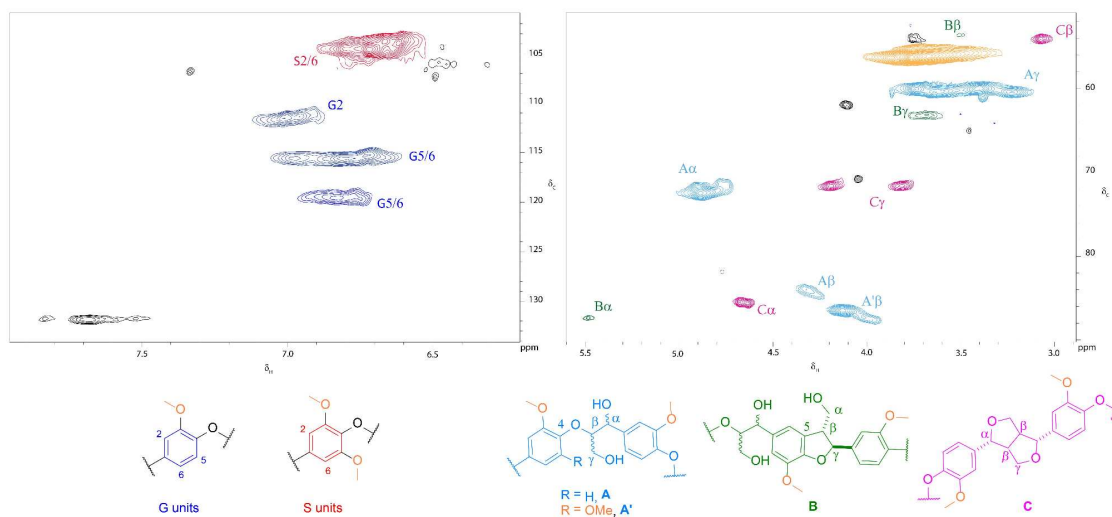 S2/6
G2
G5/6
G5/6
105
110
115
120
125
130
ppm
δC
7.5
7.0
6.5
δH
Bβ
Cβ
Aγ
Bγ
Aα
Cγ
Aβ
A'β
Cα
Bα
60
70
80
ppm
δC
5.5
5.0
4.5
4.0
3.5
3.0
δH
O
O
2
5
6
G units
O
O
O
2
6
S units
O
O
HO
4
β
α
γ
OH
R
O
O
R = H, A
R = OMe, A'
O
OH
HO
O
5
HO
α
β
γ
O
O
O
O
B
O
O
O
O
α
β
β
γ
O
O
C